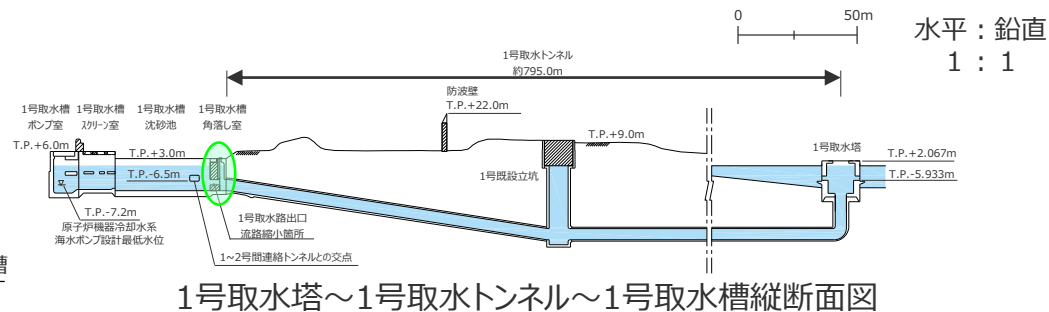 0 50m
水平：鉛直
1 : 1
1号取水トンネル
約795.0m
防波壁
T.P.+22.0m
1号取水槽 1号取水槽 1号取水槽 1号取水槽
ポンプ室 スクリーン室 沈砂池 角落し室
T.P.+6.0m
T.P.+3.0m
T.P.+9.0m
1号取水塔
T.P.+2.067m
T.P.-5.933m
T.P.-6.5m
1号既設立坑
T.P.-7.2m
原子炉機器冷却水系
海水ポンプ設計最低水位
1号取水路出口
流路縮小箇所
1~2号間連絡トンネルとの交点
槽
1号取水塔～1号取水トンネル～1号取水槽縦断面図